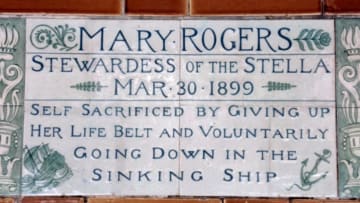 MARY ROGERS
STEWARDESS OF THE STELLA
MAR · 30 · 1899
SELF SACRIFICED BY GIVING UP
HER LIFE BELT AND VOLUNTARILY
GOING DOWN IN THE
SINKING SHIP